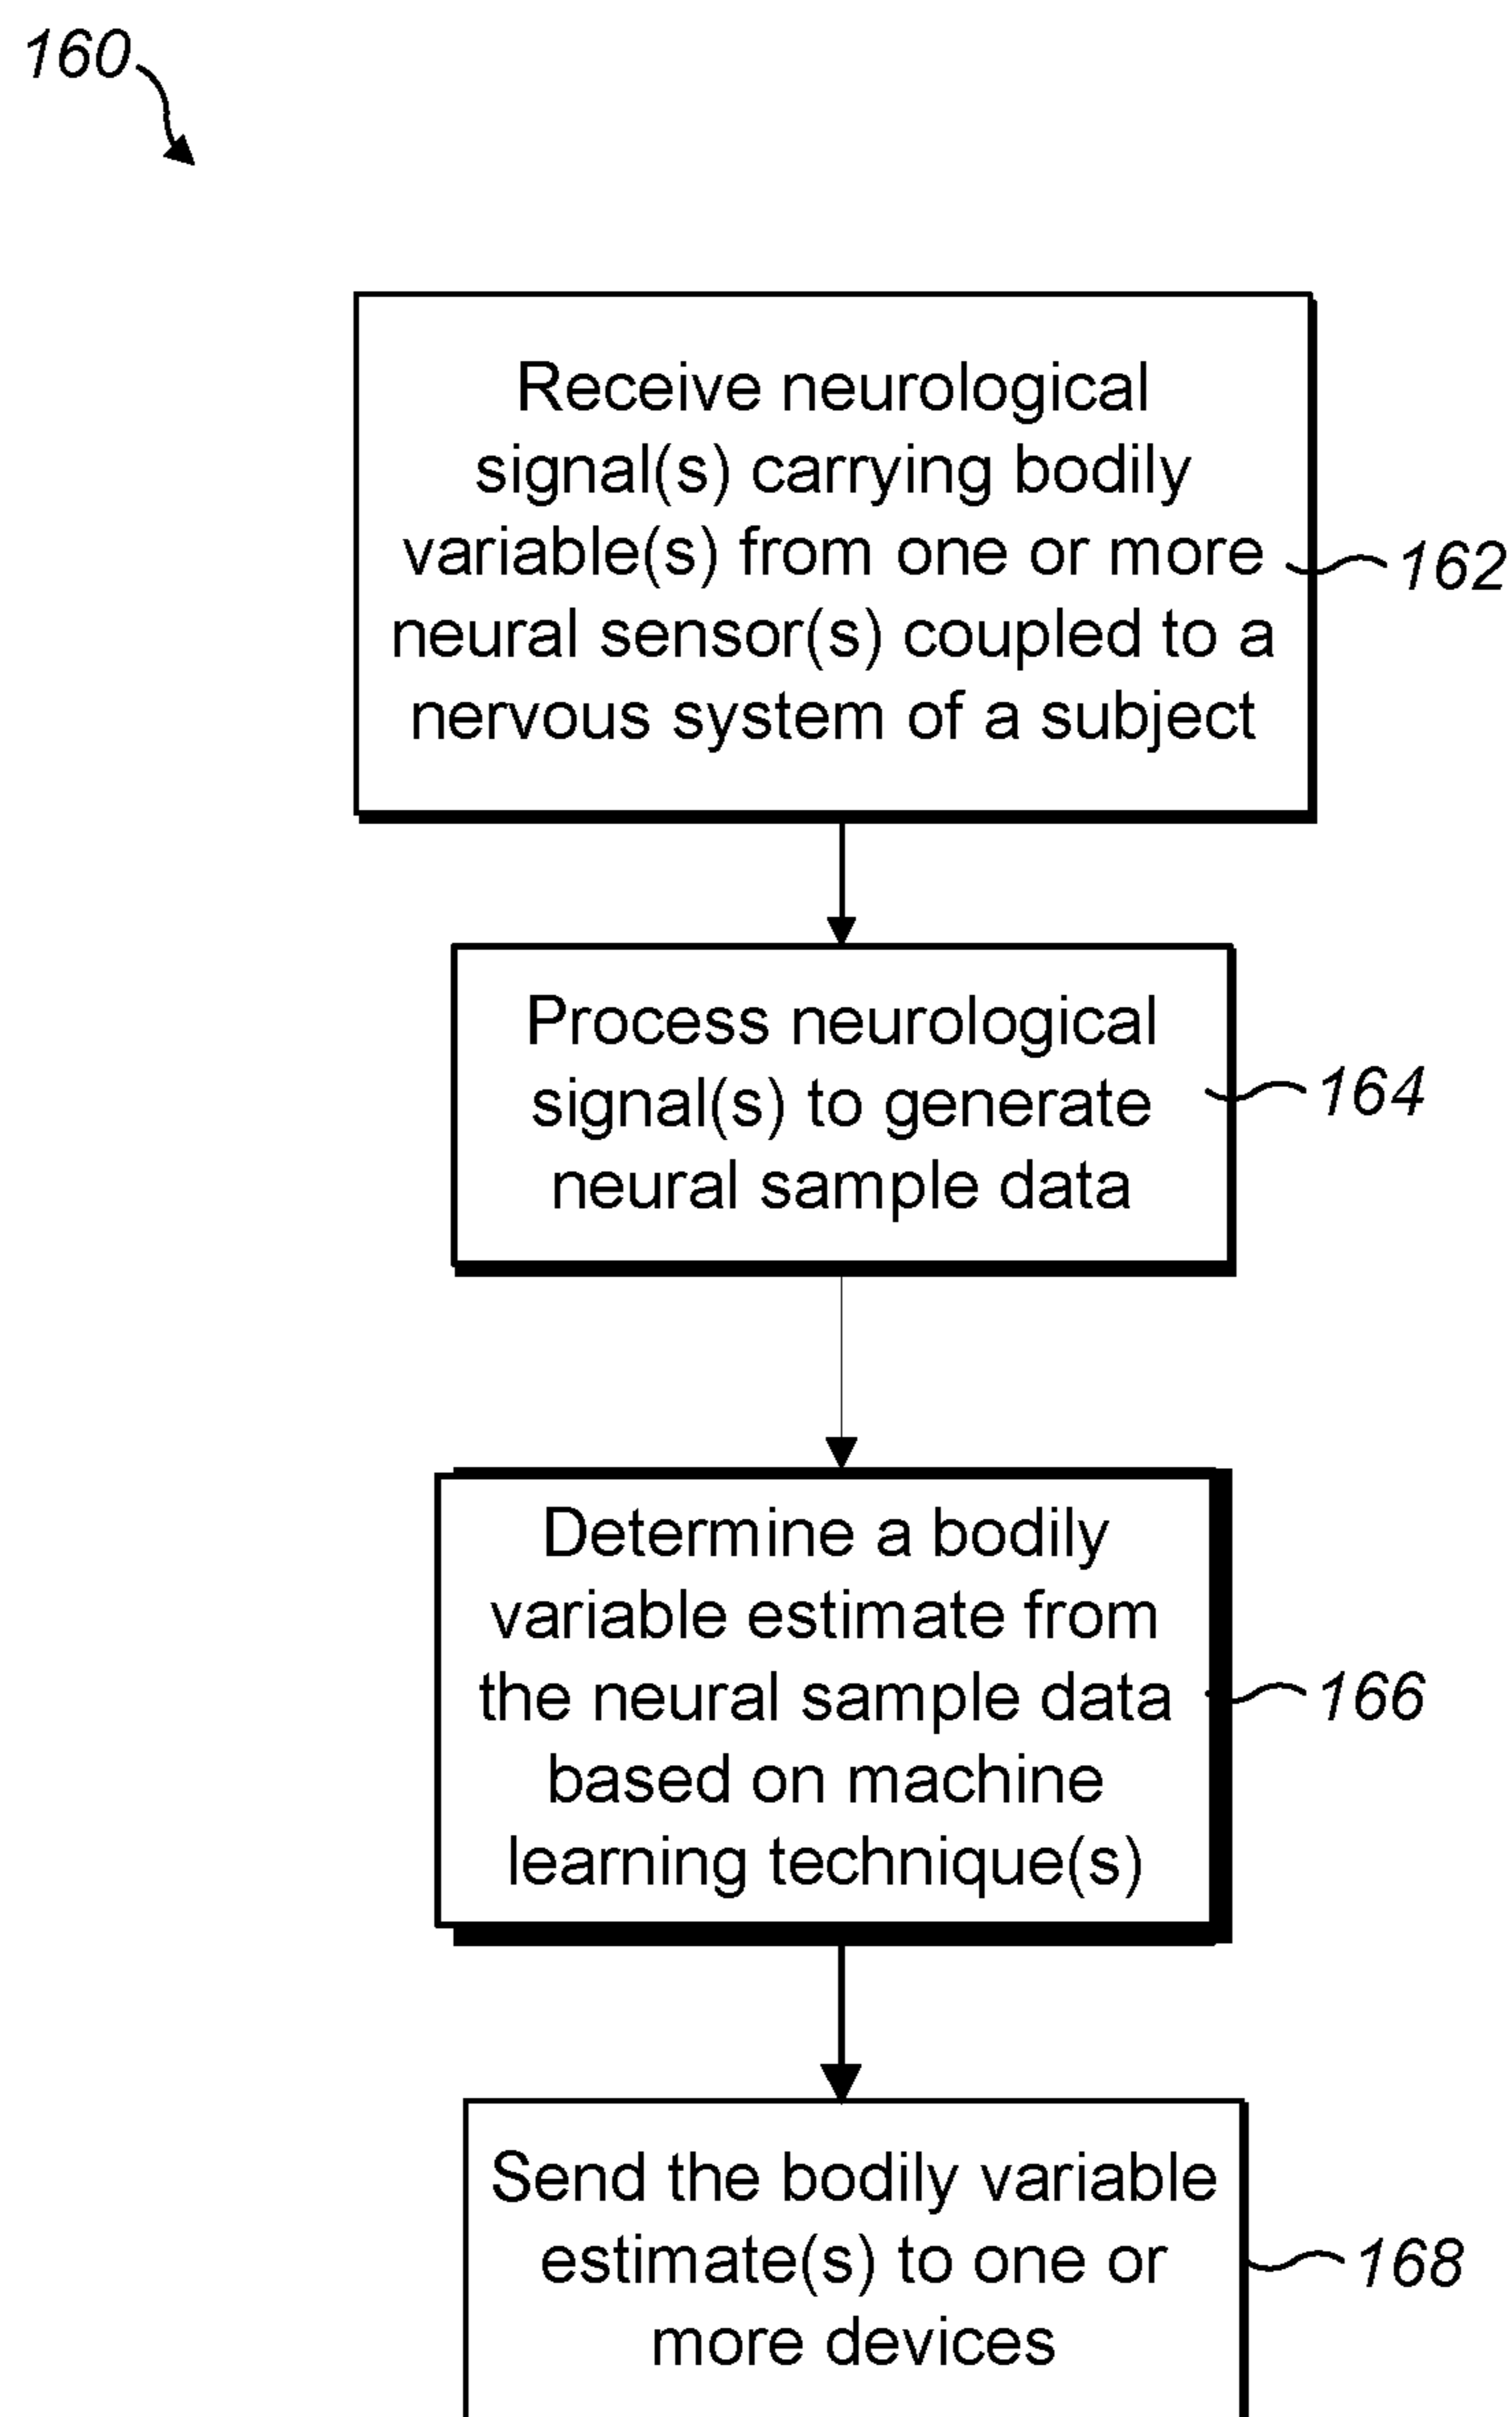 160
Receive neurological
signal(s) carrying bodily
variable(s) from one or more
neural sensor(s) coupled to a
nervous system of a subject
162
Process neurological
signal(s) to generate
neural sample data
164
Determine a bodily
variable estimate from
the neural sample data
based on machine
learning technique(s)
166
Send the bodily variable
estimate(s) to one or
more devices
168